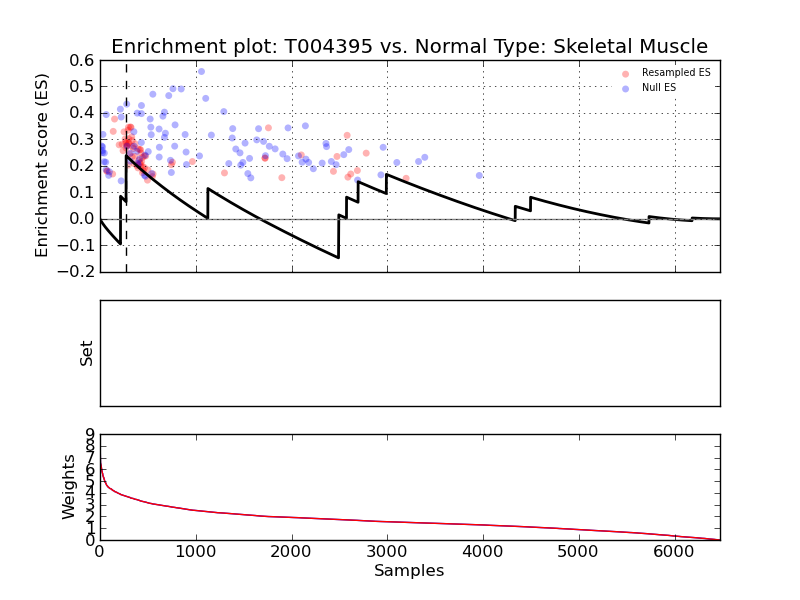 Enrichment plot: T004395 vs. Normal Type: Skeletal Muscle
Enrichment score (ES)
0.6
0.5
0.4
0.3
0.2
0.1
0.0
−0.1
−0.2
Resampled ES
Null ES
Set
Weights
9
8
7
6
5
4
3
2
1
0
0 1000 2000 3000 4000 5000 6000
Samples